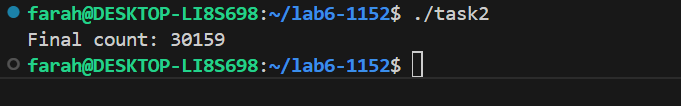 farah@DESKTOP-LI8S698:~/lab6-1152$ ./task2
Final count: 30159
farah@DESKTOP-LI8S698:~/lab6-1152$